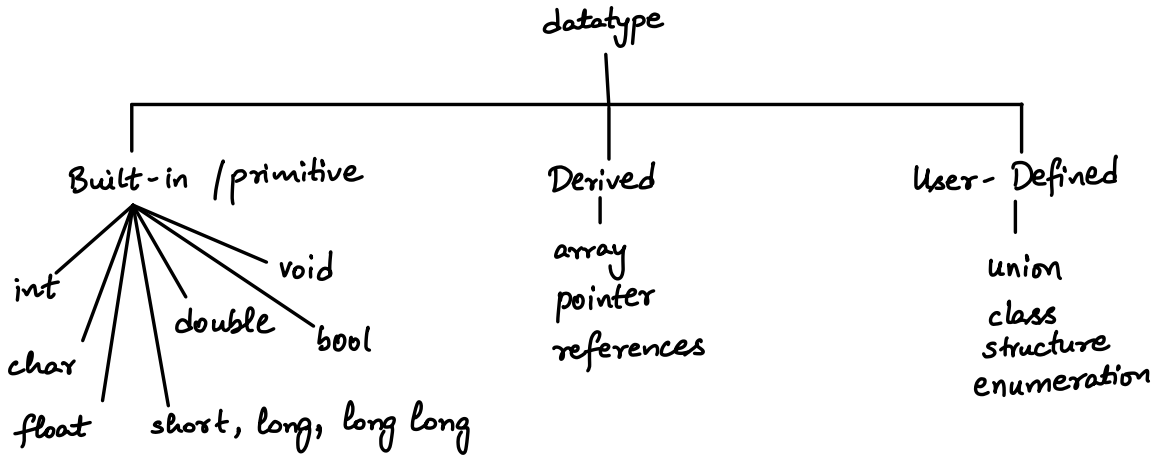 datatype
Built-in /primitive
int
char
float
short, long, long long
double
bool
void
Derived
array
pointer
references
User-Defined
union
class
structure
enumeration